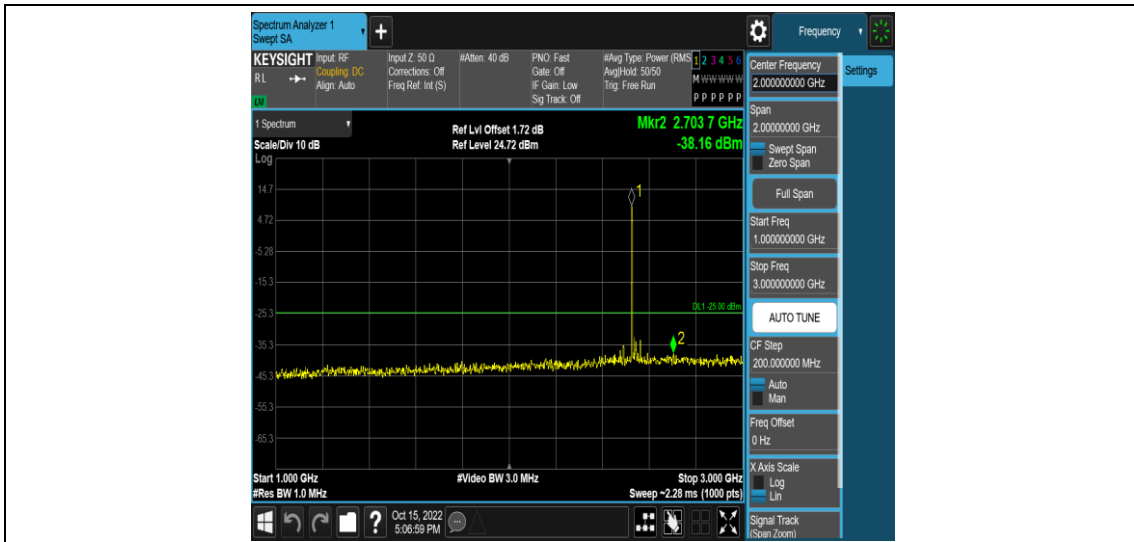 Spectrum Analyzer 1
Swept SA
+
Frequency
KEYSIGHT
RL
LXI
Input: RF
Coupling: DC
Align: Auto
Input Z: 50 Ω
Corrections: Off
Freq Ref: Int (S)
#Atten: 40 dB
PNO: Fast
Gate: Off
IF Gain: Low
Sig Track: Off
#Avg Type: Power (RMS
Avg|Hold: 50/50
Trig: Free Run
1 2 3 4 5 6
M W W W W W
P P P P P P
1 Spectrum
Scale/Div 10 dB
Log
Ref Lvl Offset 1.72 dB
Ref Level 24.72 dBm
Mkr2 2.703 7 GHz
-38.16 dBm
14.7
4.72
-5.28
-15.3
-25.3
-35.3
-45.3
-55.3
-65.3
1
DL1 -25.00 dBm
2
Start 1.000 GHz
#Res BW 1.0 MHz
#Video BW 3.0 MHz
Stop 3.000 GHz
Sweep ~2.28 ms (1000 pts)
?
Oct 15, 2022
5:06:59 PM
Center Frequency
2.000000000 GHz
Settings
Span
2.00000000 GHz
Swept Span
Zero Span
Full Span
Start Freq
1.000000000 GHz
Stop Freq
3.000000000 GHz
AUTO TUNE
CF Step
200.000000 MHz
Auto
Man
Freq Offset
0 Hz
X Axis Scale
Log
Lin
Signal Track
(Span Zoom)